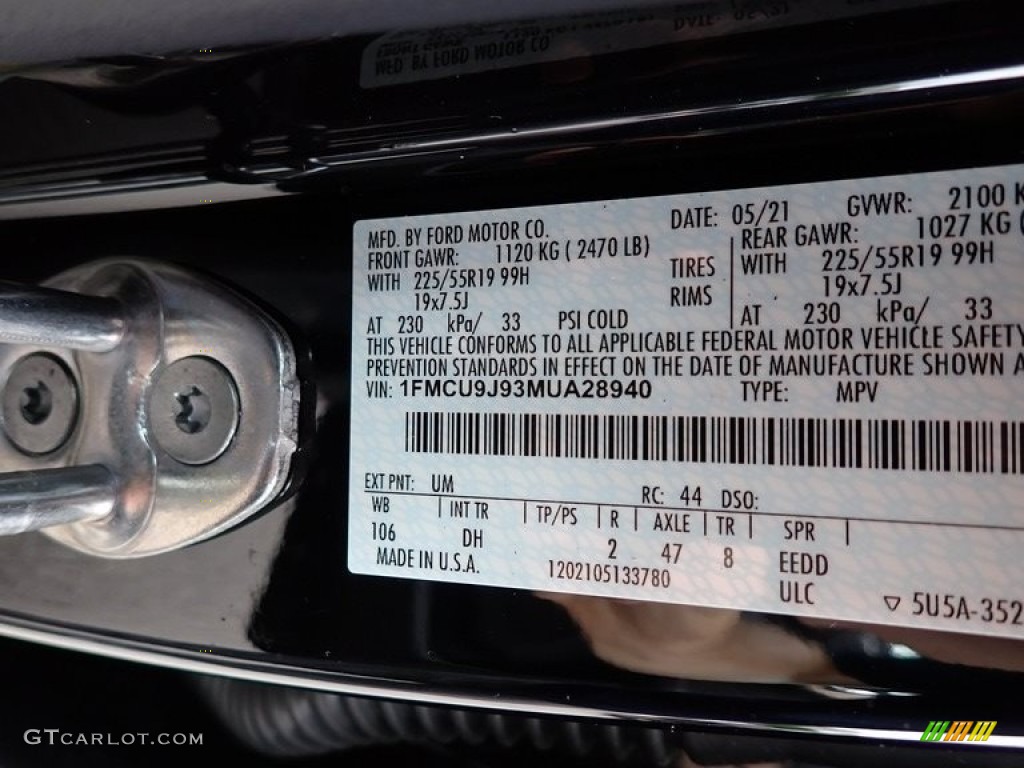 MFD. BY FORD MOTOR CO.
DATE: 05/21 GVWR: 2100 K
FRONT GAWR: 1120 KG ( 2470 LB) REAR GAWR: 1027 KG (
WITH 225/55R19 99H TIRES WITH 225/55R19 99H
19x7.5J RIMS 19x7.5J
AT 230 kPa/ 33 PSI COLD AT 230 kPa/ 33
THIS VEHICLE CONFORMS TO ALL APPLICABLE FEDERAL MOTOR VEHICLE SAFETY
PREVENTION STANDARDS IN EFFECT ON THE DATE OF MANUFACTURE SHOWN A
VIN: 1FMCU9J93MUA28940 TYPE: MPV
EXT PNT: UM RC: 44 DSO:
WB INT TR TP/PS R AXLE TR SPR
106 DH 2 47 8 EEDD
MADE IN U.S.A. 1202105133780 ULC
▽ 5U5A-352
GTCARLOT.COM